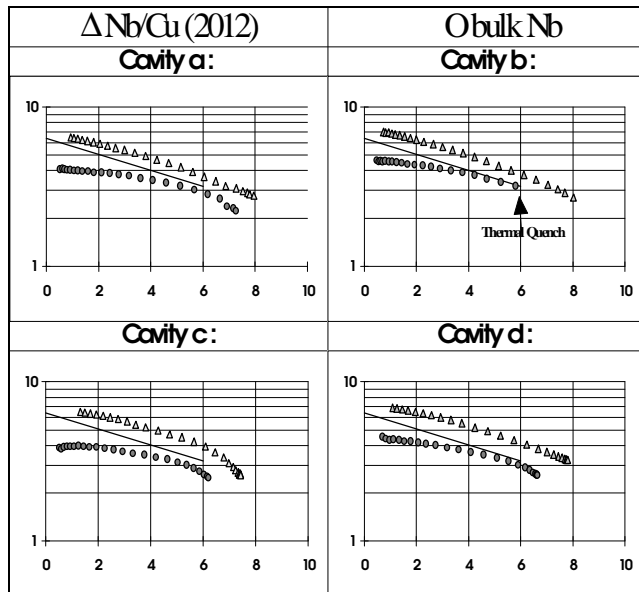 Δ Nb/Cu (2012) O bulk Nb
Cavity a: Cavity b:
10 10
Thermal Quench
1 1
0 2 4 6 8 10 0 2 4 6 8 10
Cavity c: Cavity d:
10 10
1 1
0 2 4 6 8 10 0 2 4 6 8 10